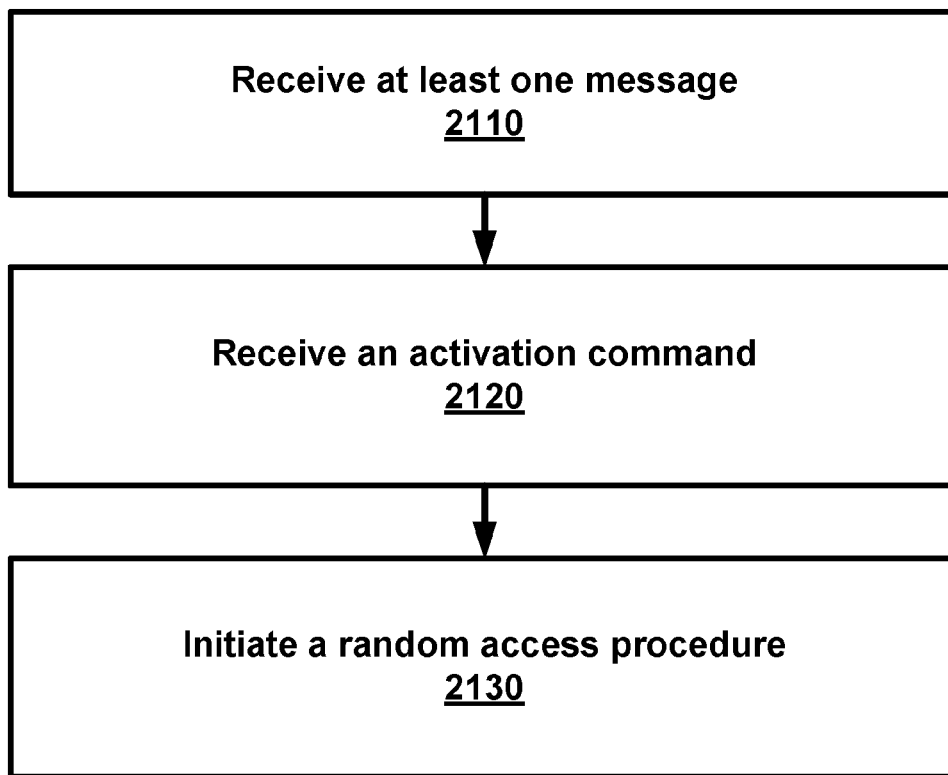 Receive at least one message
2110
Receive an activation command
2120
Initiate a random access procedure
2130